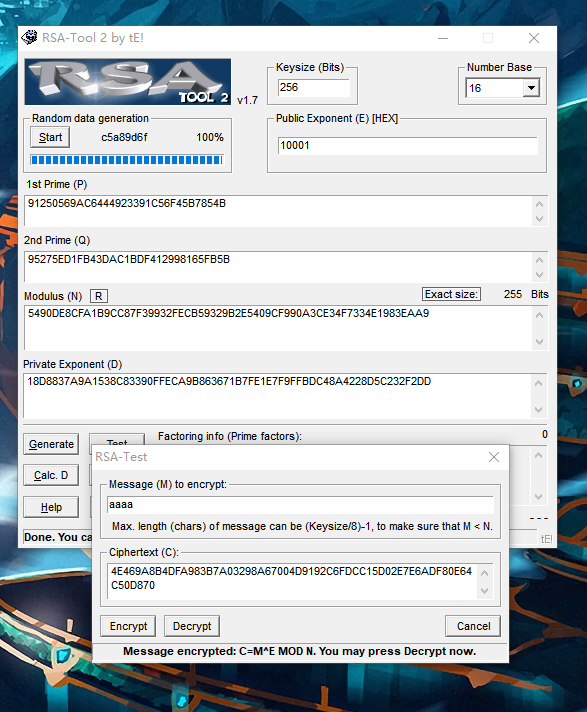 RSA-Tool 2 by tE!
RSA
TOOL 2
v1.7
Keysize (Bits)
256
Number Base
16
Random data generation
Start
c5a89d6f
100%
Public Exponent (E) [HEX]
10001
1st Prime (P)
91250569AC6444923391C56F45B7854B
2nd Prime (Q)
95275ED1FB43DAC1BDF412998165FB5B
Modulus (N)
R
Exact size:
255
Bits
5490DE8CFA1B9CC87F39932FECB59329B2E5409CF990A3CE34F7334E1983EAA9
Private Exponent (D)
18D8837A9A1538C83390FFECA9B863671B7FE1E7F9FFBDC48A4228D5C232F2DD
Generate
Test
Factoring info (Prime factors):
0
Calc. D
Help
---
Done. You ca
tE!
RSA-Test
Message (M) to encrypt:
aaaa
Max. length (chars) of message can be (Keysize/8)-1, to make sure that M < N.
Ciphertext (C):
4E469A8B4DFA983B7A03298A67004D9192C6FDCC15D02E7E6ADF80E64
C50D870
Encrypt
Decrypt
Cancel
Message encrypted: C=M^E MOD N. You may press Decrypt now.